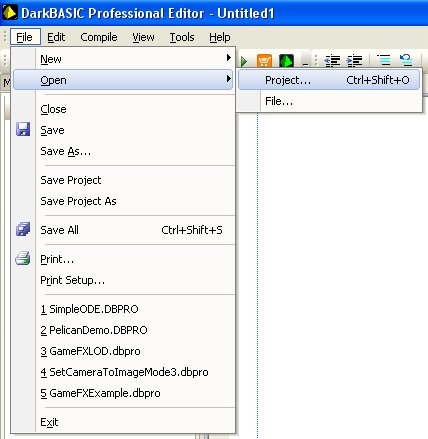 DarkBASIC Professional Editor - Untitled1
File Edit Compile View Tools Help
New
Open
Project... Ctrl+Shift+O
File...
Close
Save
Save As...
Save Project
Save Project As
Save All Ctrl+Shift+S
Print...
Print Setup...
1 SimpleODE.DBPRO
2 PelicanDemo.DBPRO
3 GameFXLOD.dbpro
4 SetCameraToImageMode3.dbpro
5 GameFXExample.dbpro
Exit